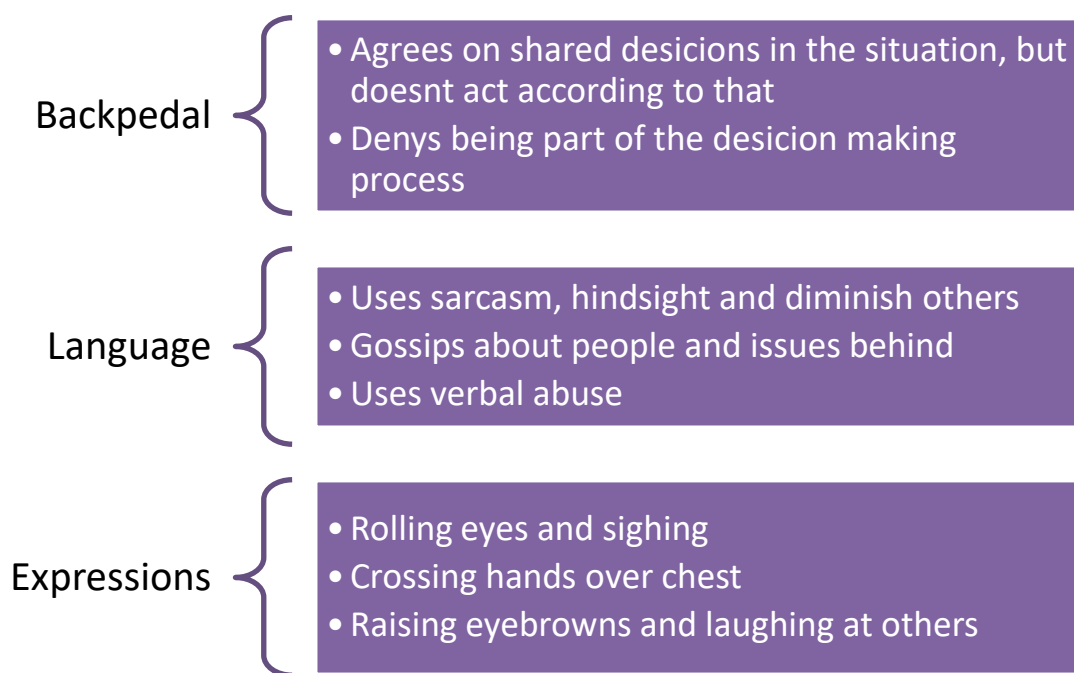 Backpedal
• Agrees on shared desicions in the situation, but
doesnt act according to that
• Denys being part of the desicion making
process
Language
• Uses sarcasm, hindsight and diminish others
• Gossips about people and issues behind
• Uses verbal abuse
Expressions
• Rolling eyes and sighing
• Crossing hands over chest
• Raising eyebrowns and laughing at others